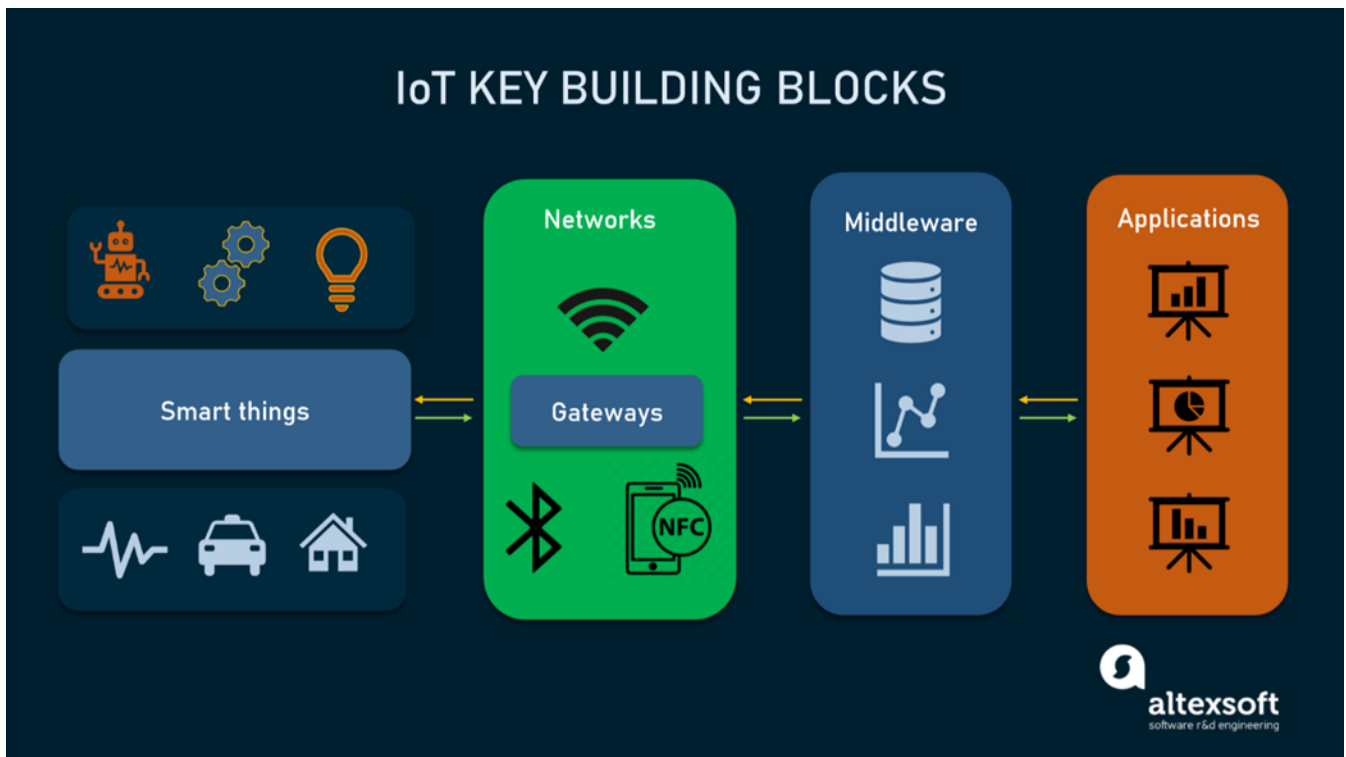 IoT KEY BUILDING BLOCKS
Smart things
Networks
Gateways
NFC
Middleware
Applications
altexsoft
software r&d engineering